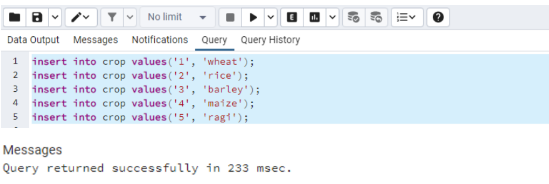 No limit
E
Data Output Messages Notifications Query Query History
1 insert into crop values('1', 'wheat');
2 insert into crop values('2', 'rice');
3 insert into crop values('3', 'barley');
4 insert into crop values('4', 'maize');
5 insert into crop values('5', 'ragi');
Messages
Query returned successfully in 233 msec.